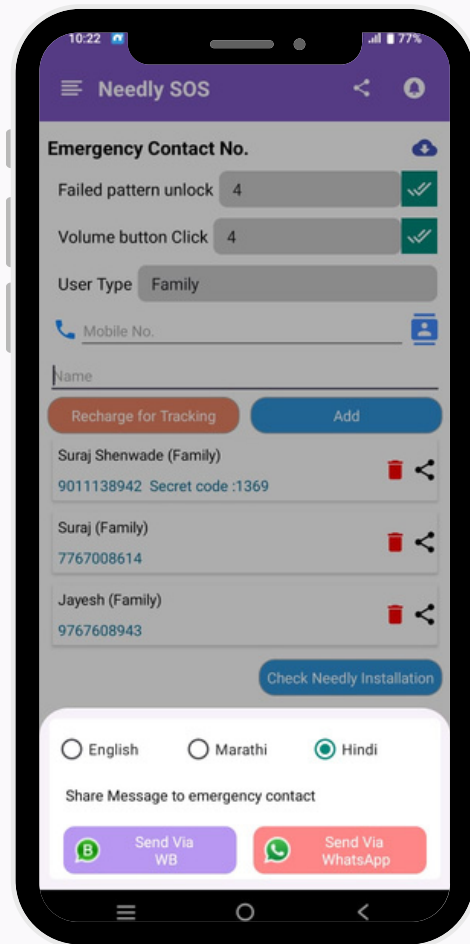 10:22
77%
Needly SOS
Emergency Contact No.
Failed pattern unlock 4
Volume button Click 4
User Type Family
Mobile No.
Name
Recharge for Tracking Add
Suraj Shenwade (Family)
9011138942 Secret code :1369
Suraj (Family)
7767008614
Jayesh (Family)
9767608943
Check Needly Installation
English Marathi Hindi
Share Message to emergency contact
B
Send Via
WB
Send Via
WhatsApp